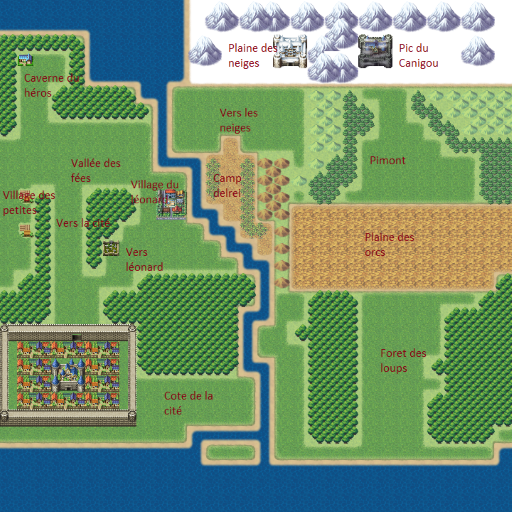 Plaine des
neiges
Pic du
Canigou
Caverne du
héros
Vers les
neiges
Vallée des
fées
Pimont
Village du
léonard
Camp
delrel
Village des
petites
Vers la cité
Plaine des
orcs
Vers
léonard
Foret des
loups
Cote de la
cité